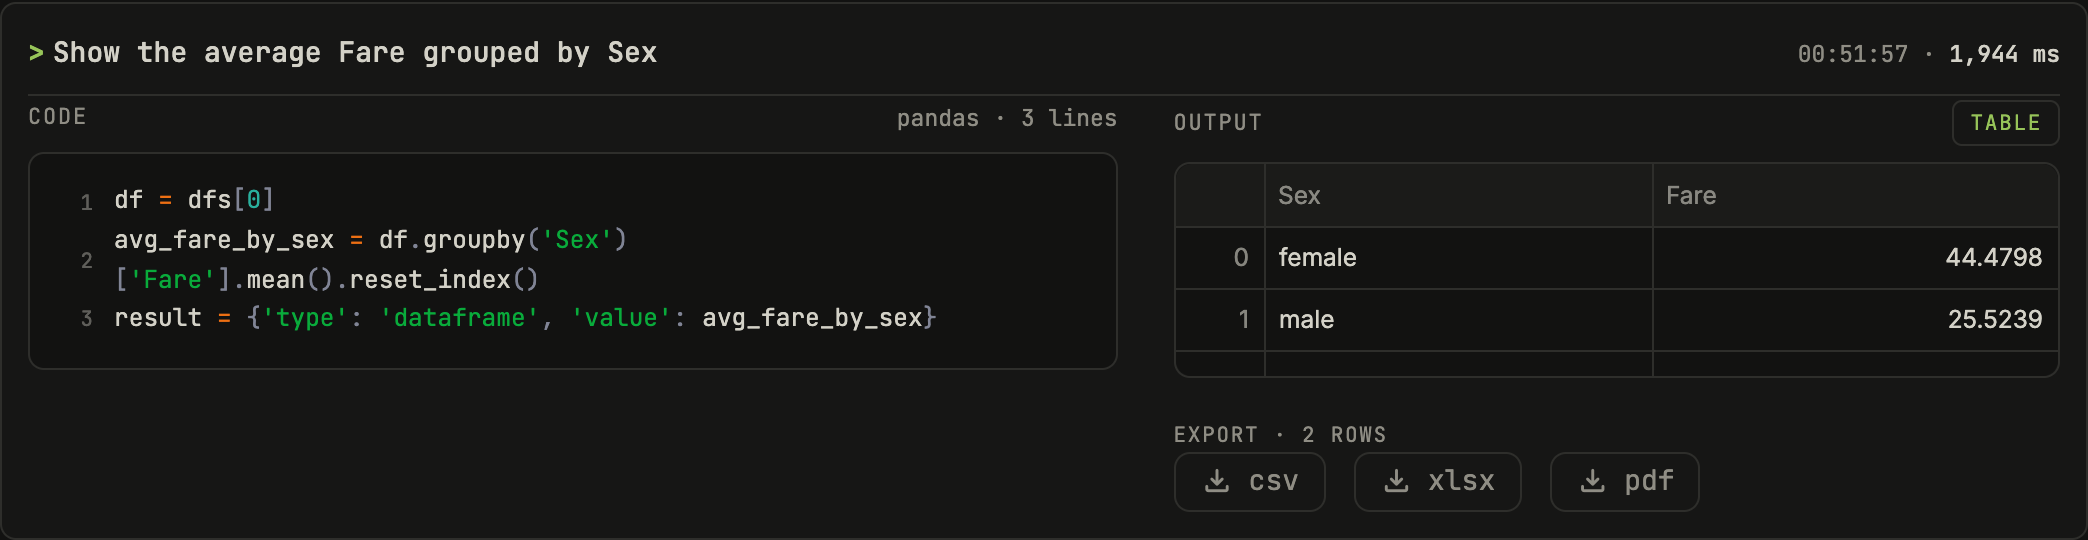 > Show the average Fare grouped by Sex
00:51:57 · 1,944 ms
CODE
pandas · 3 lines
1 df = dfs[0]
2 avg_fare_by_sex = df.groupby('Sex')
['Fare'].mean().reset_index()
3 result = {'type': 'dataframe', 'value': avg_fare_by_sex}
OUTPUT
TABLE
Sex Fare
0 female 44.4798
1 male 25.5239
EXPORT · 2 ROWS
csv xlsx pdf